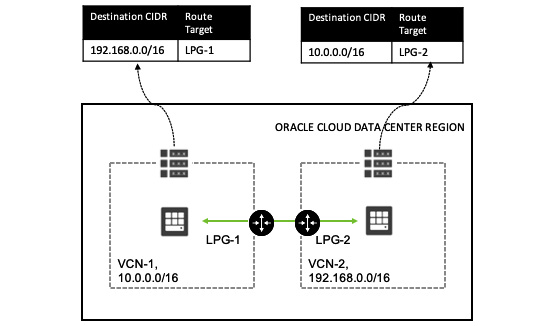 Destination CIDR Route Target
192.168.0.0/16 LPG-1
Destination CIDR Route Target
10.0.0.0/16 LPG-2
ORACLE CLOUD DATA CENTER REGION
LPG-1 LPG-2
VCN-1,
10.0.0.0/16
VCN-2,
192.168.0.0/16